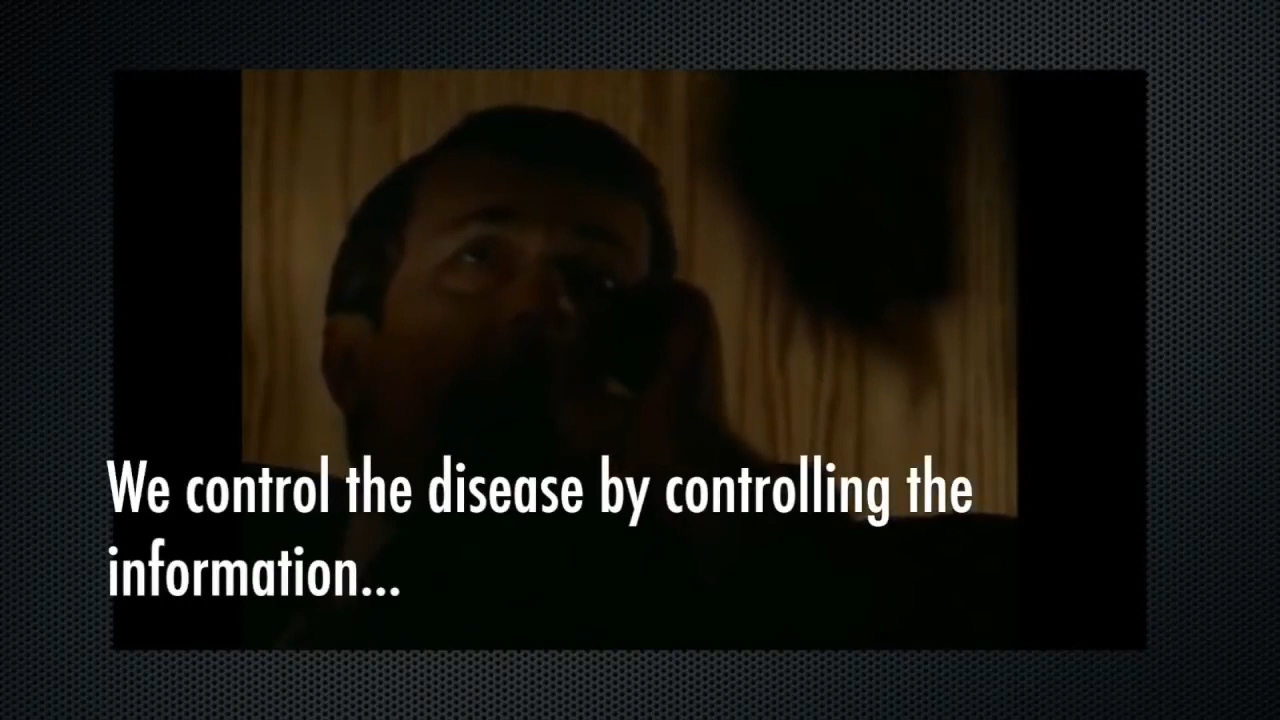 We control the disease by controlling the
information...